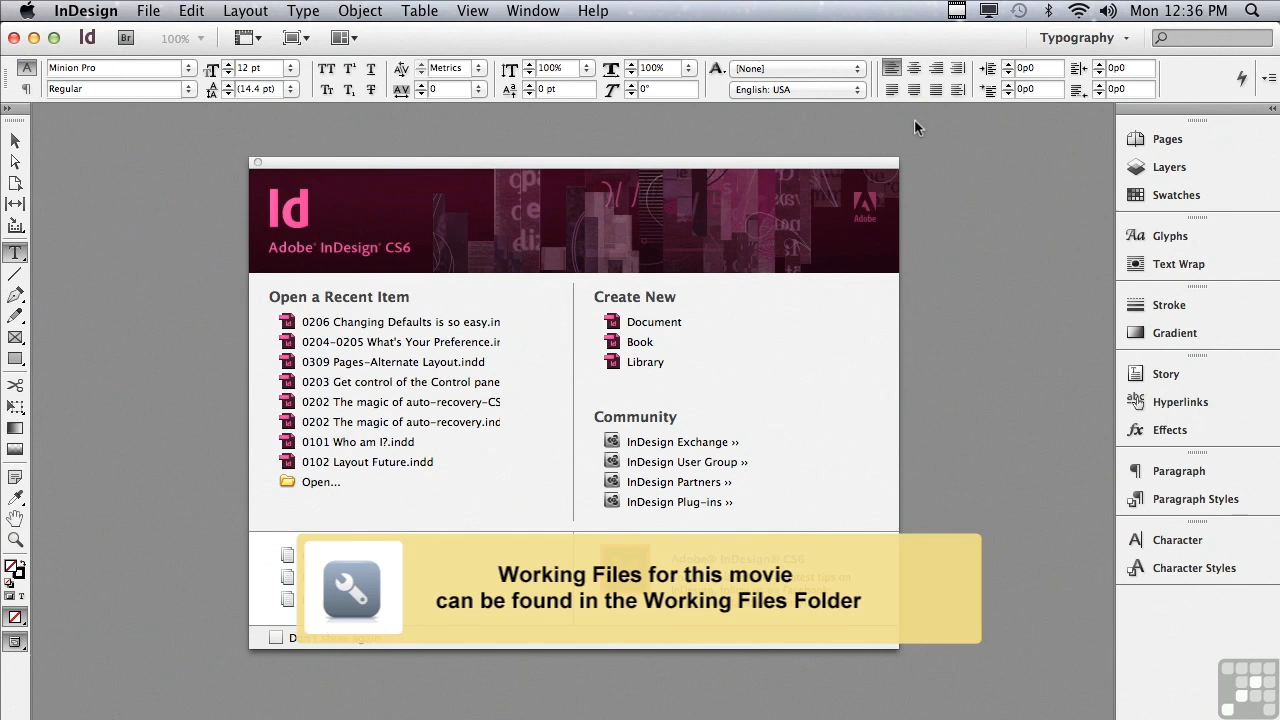 InDesign File Edit Layout Type Object Table View Window Help Mon 12:36 PM
Id Br 100% Typography
A Minion Pro 12 pt Metrics 100% 100% [None] 0p0 0p0
Regular (14.4 pt) 0 0 pt 0° English: USA 0p0 0p0
Id
Adobe® InDesign® CS6
Adobe
Open a Recent Item
0206 Changing Defaults is so easy.in
0204-0205 What's Your Preference.ir
0309 Pages-Alternate Layout.indd
0203 Get control of the Control pane
0202 The magic of auto-recovery-CS
0202 The magic of auto-recovery.ind
0101 Who am I?.indd
0102 Layout Future.indd
Open...
Create New
Document
Book
Library
Community
InDesign Exchange ››
InDesign User Group ››
InDesign Partners ››
InDesign Plug-ins ››
Adobe® InDesign® CS6
Working Files for this movie
can be found in the Working Files Folder
Pages
Layers
Swatches
Glyphs
Text Wrap
Stroke
Gradient
Story
Hyperlinks
Effects
Paragraph
Paragraph Styles
Character
Character Styles